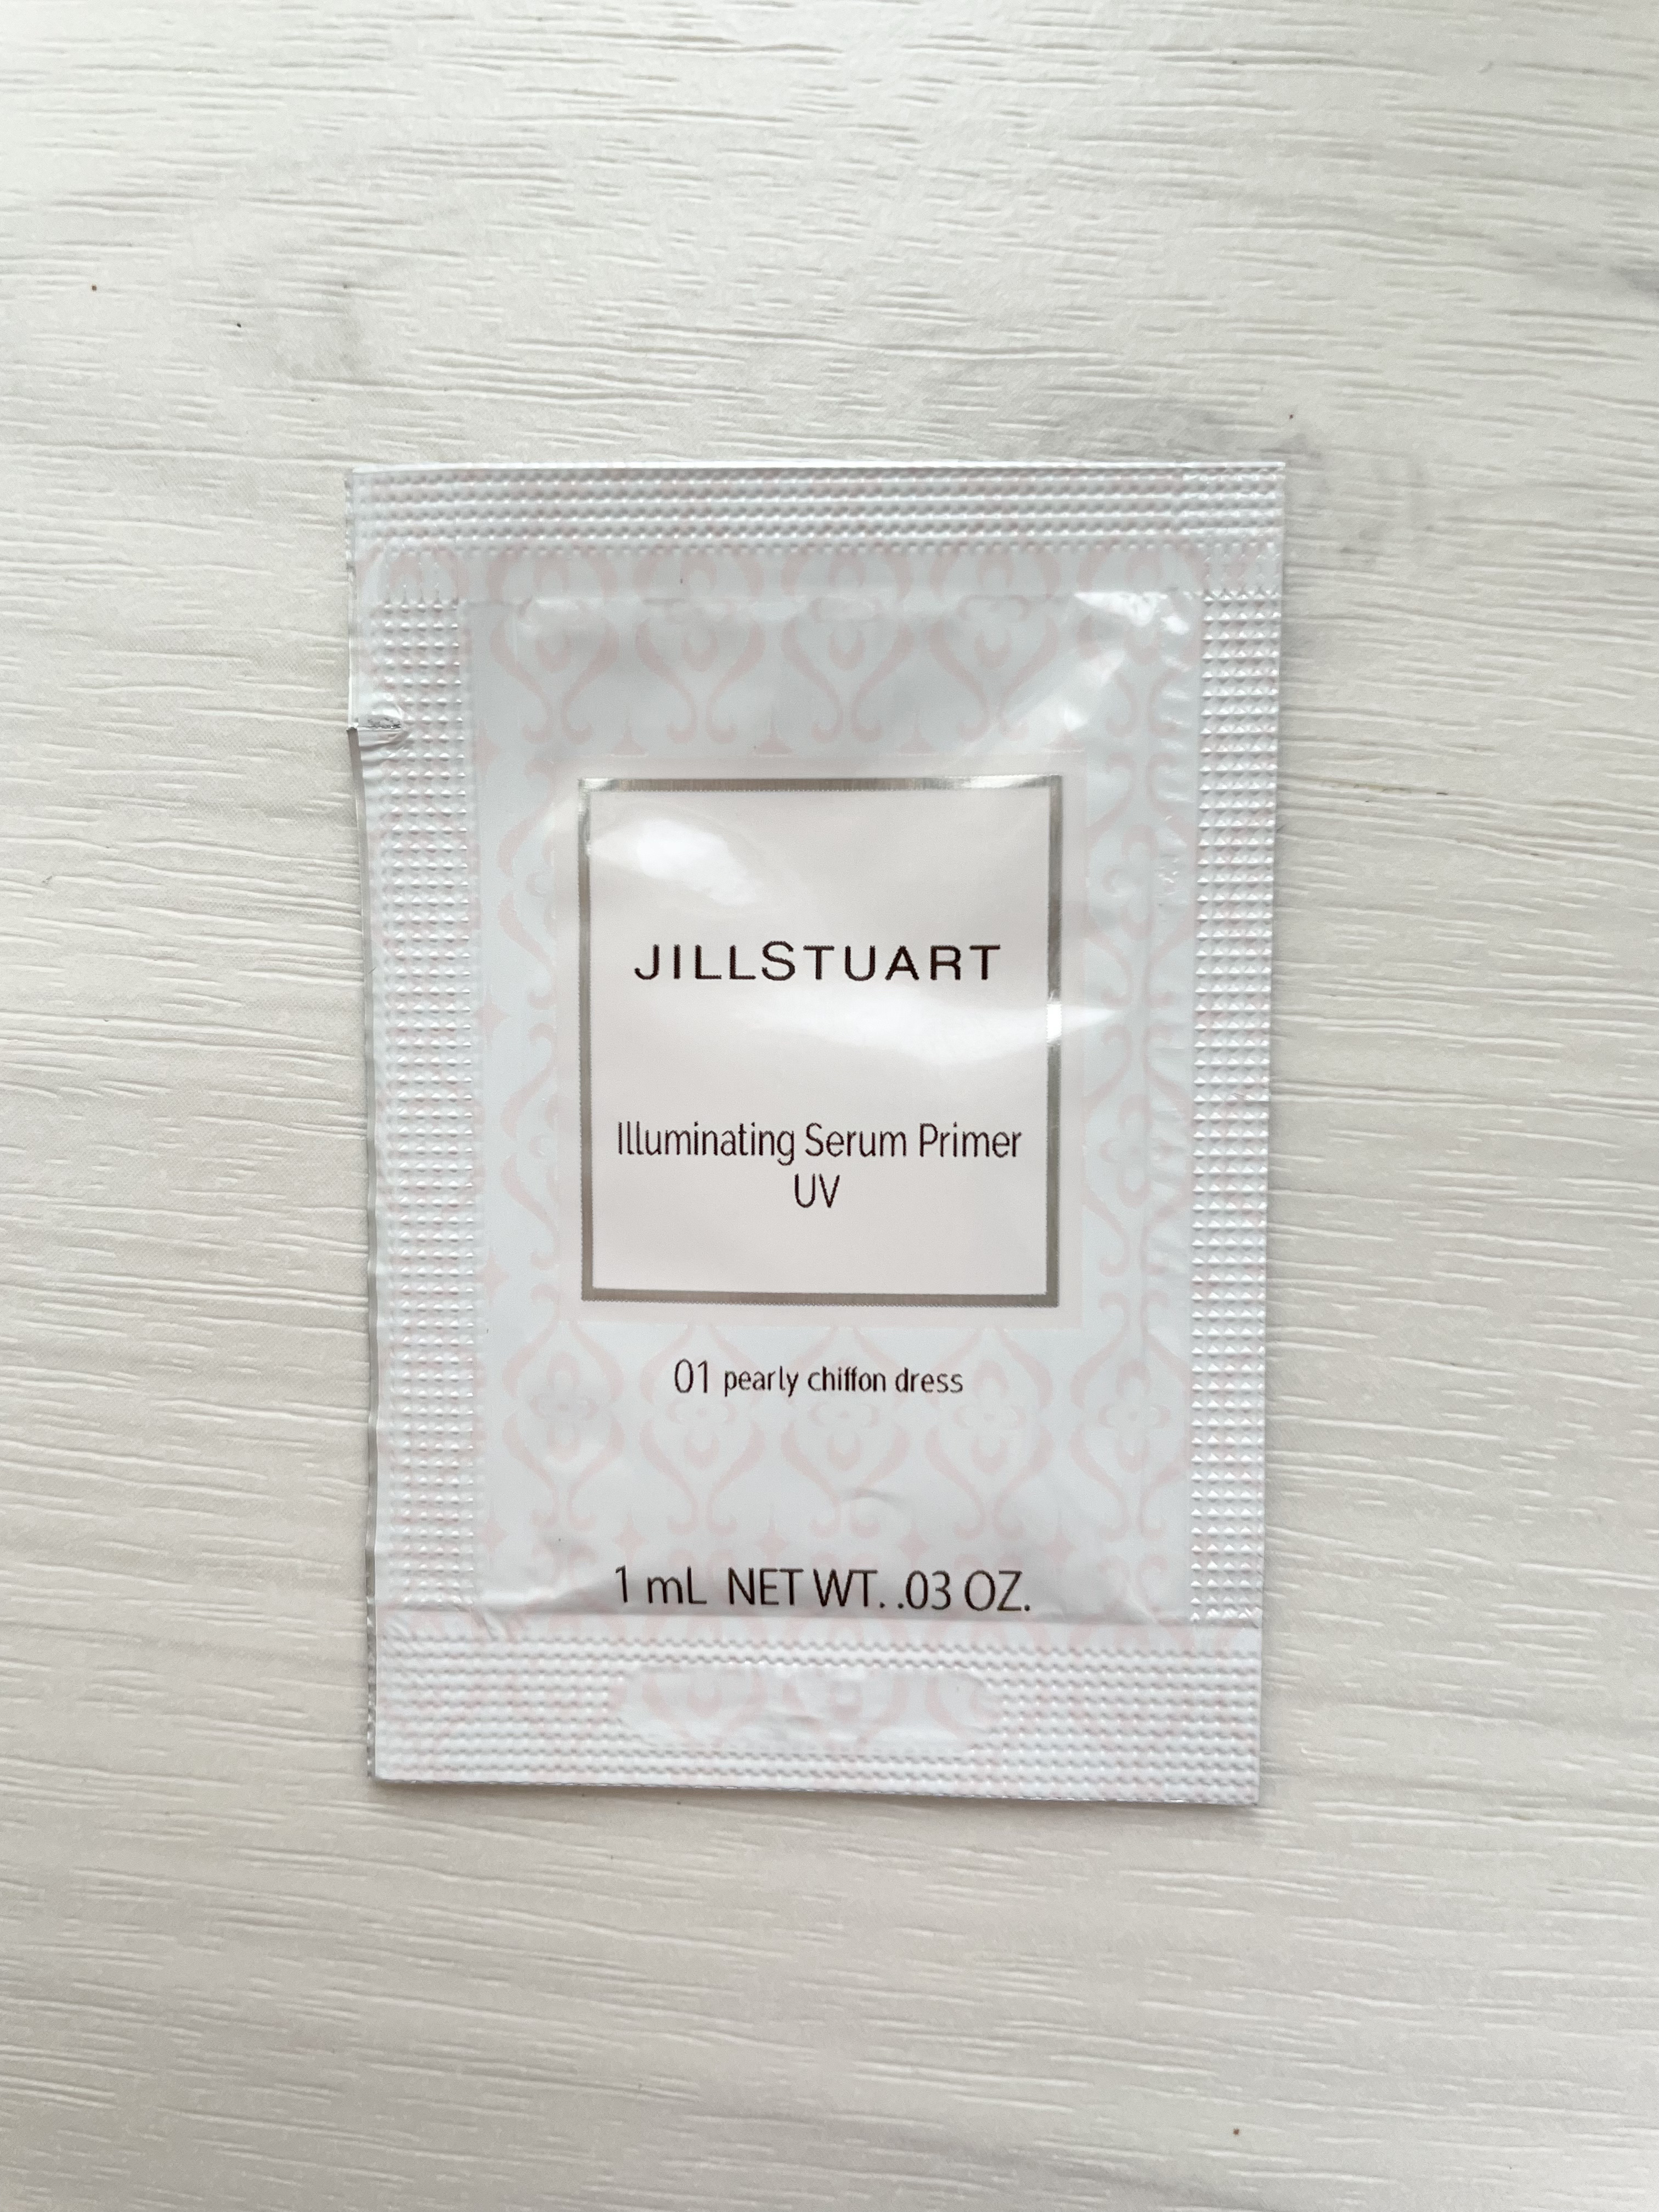 JILLSTUART
Illuminating Serum Primer
UV
01 pearly chiffon dress
1 mL NET WT. .03 OZ.